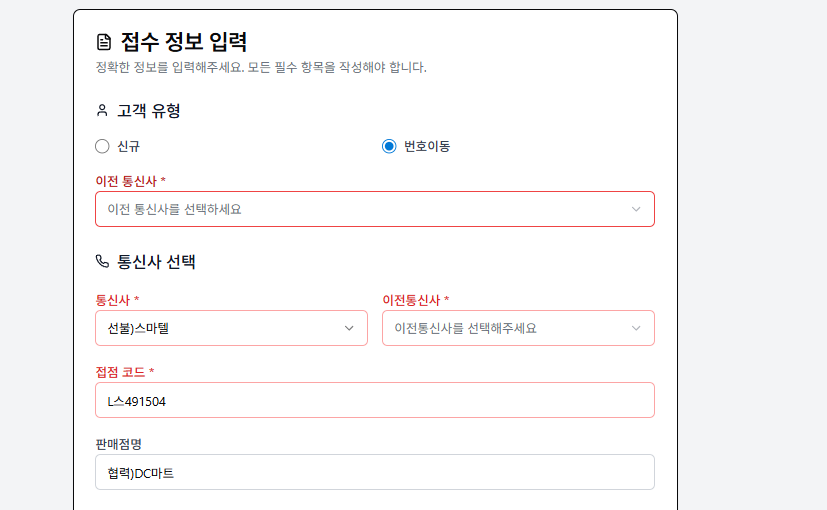 접수 정보 입력
정확한 정보를 입력해주세요. 모든 필수 항목을 작성해야 합니다.
고객 유형
신규
번호이동
이전 통신사 *
이전 통신사를 선택하세요
통신사 선택
통신사 *
이전통신사 *
선불)스마텔
이전통신사를 선택해주세요
접점 코드 *
L스491504
판매점명
협력)DC마트